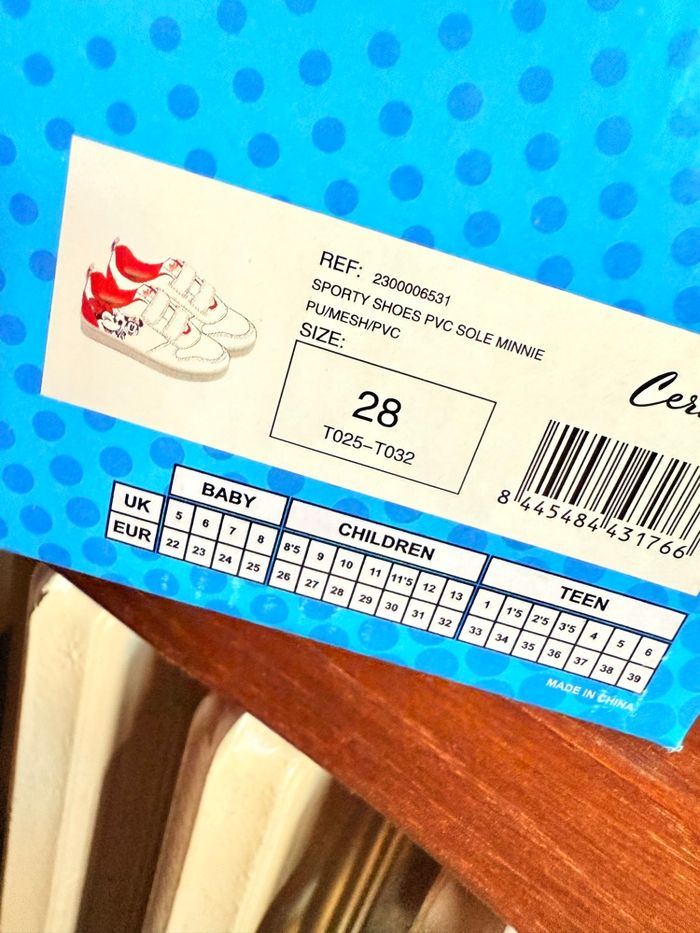 REF: 2300006531
SPORTY SHOES PVC SOLE MINNIE
PU/MESH/PVC
SIZE:
28
T025-T032
8 445484 431766
UK BABY CHILDREN TEEN
5 6 7 8 8'5 9 10 11 11'5 12 13 1 1'5 2'5 3'5 4 5 6
EUR 22 23 24 25 26 27 28 29 30 31 32 33 34 35 36 37 38 39
MADE IN CHINA